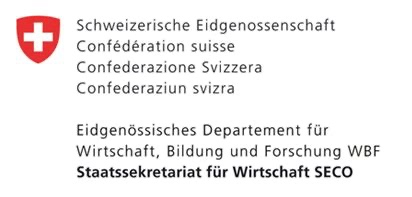 Schweizerische Eidgenossenschaft
Confédération suisse
Confederazione Svizzera
Confederaziun svizra
Eidgenössisches Departement für
Wirtschaft, Bildung und Forschung WBF
Staatssekretariat für Wirtschaft SECO